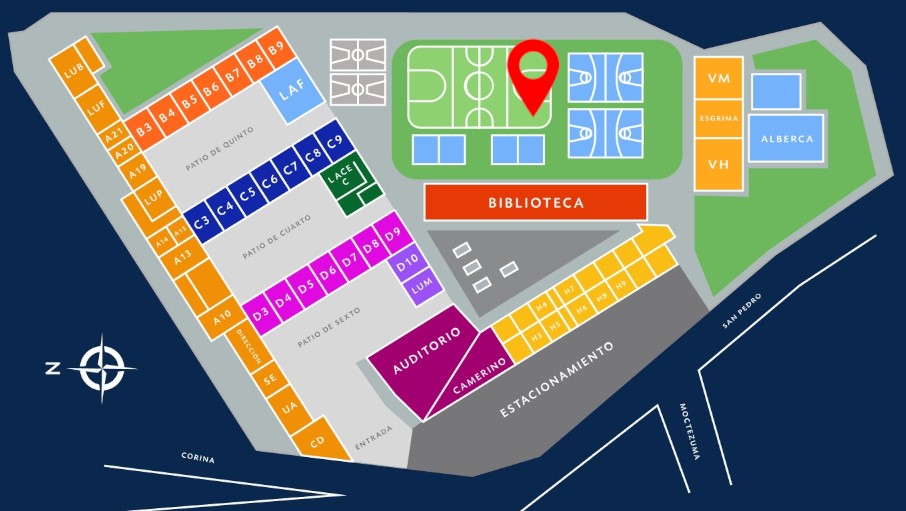 LUB
LUF
A21
A20
A19
LUP
A14
A15
A13
A10
DIRECCIÓN
SE
UA
CD
B3
B4
B5
B6
B7
B8
B9
LAF
PATIO DE QUINTO
C3
C4
C5
C6
C7
C8
C9
LACE
C
PATIO DE CUARTO
D3
D4
D5
D6
D7
D8
D9
D10
LUM
PATIO DE SEXTO
AUDITORIO
CAMERINO
ENTRADA
ESTACIONAMIENTO
H3
H4
H5
H7
H6
H8
H9
BIBLIOTECA
VM
ESGRIMA
VH
ALBERCA
N
CORINA
SAN PEDRO
MOCTEZUMA